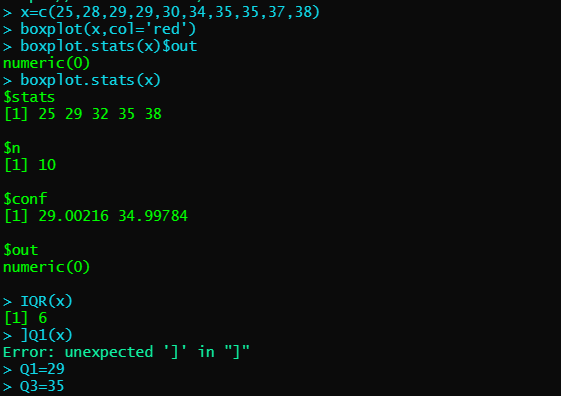 > x=c(25,28,29,29,30,34,35,35,37,38)
> boxplot(x,col='red')
> boxplot.stats(x)$out
numeric(0)
> boxplot.stats(x)
$stats
[1] 25 29 32 35 38
$n
[1] 10
$conf
[1] 29.00216 34.99784
$out
numeric(0)
> IQR(x)
[1] 6
> ]Q1(x)
Error: unexpected ']' in "]"
> Q1=29
> Q3=35